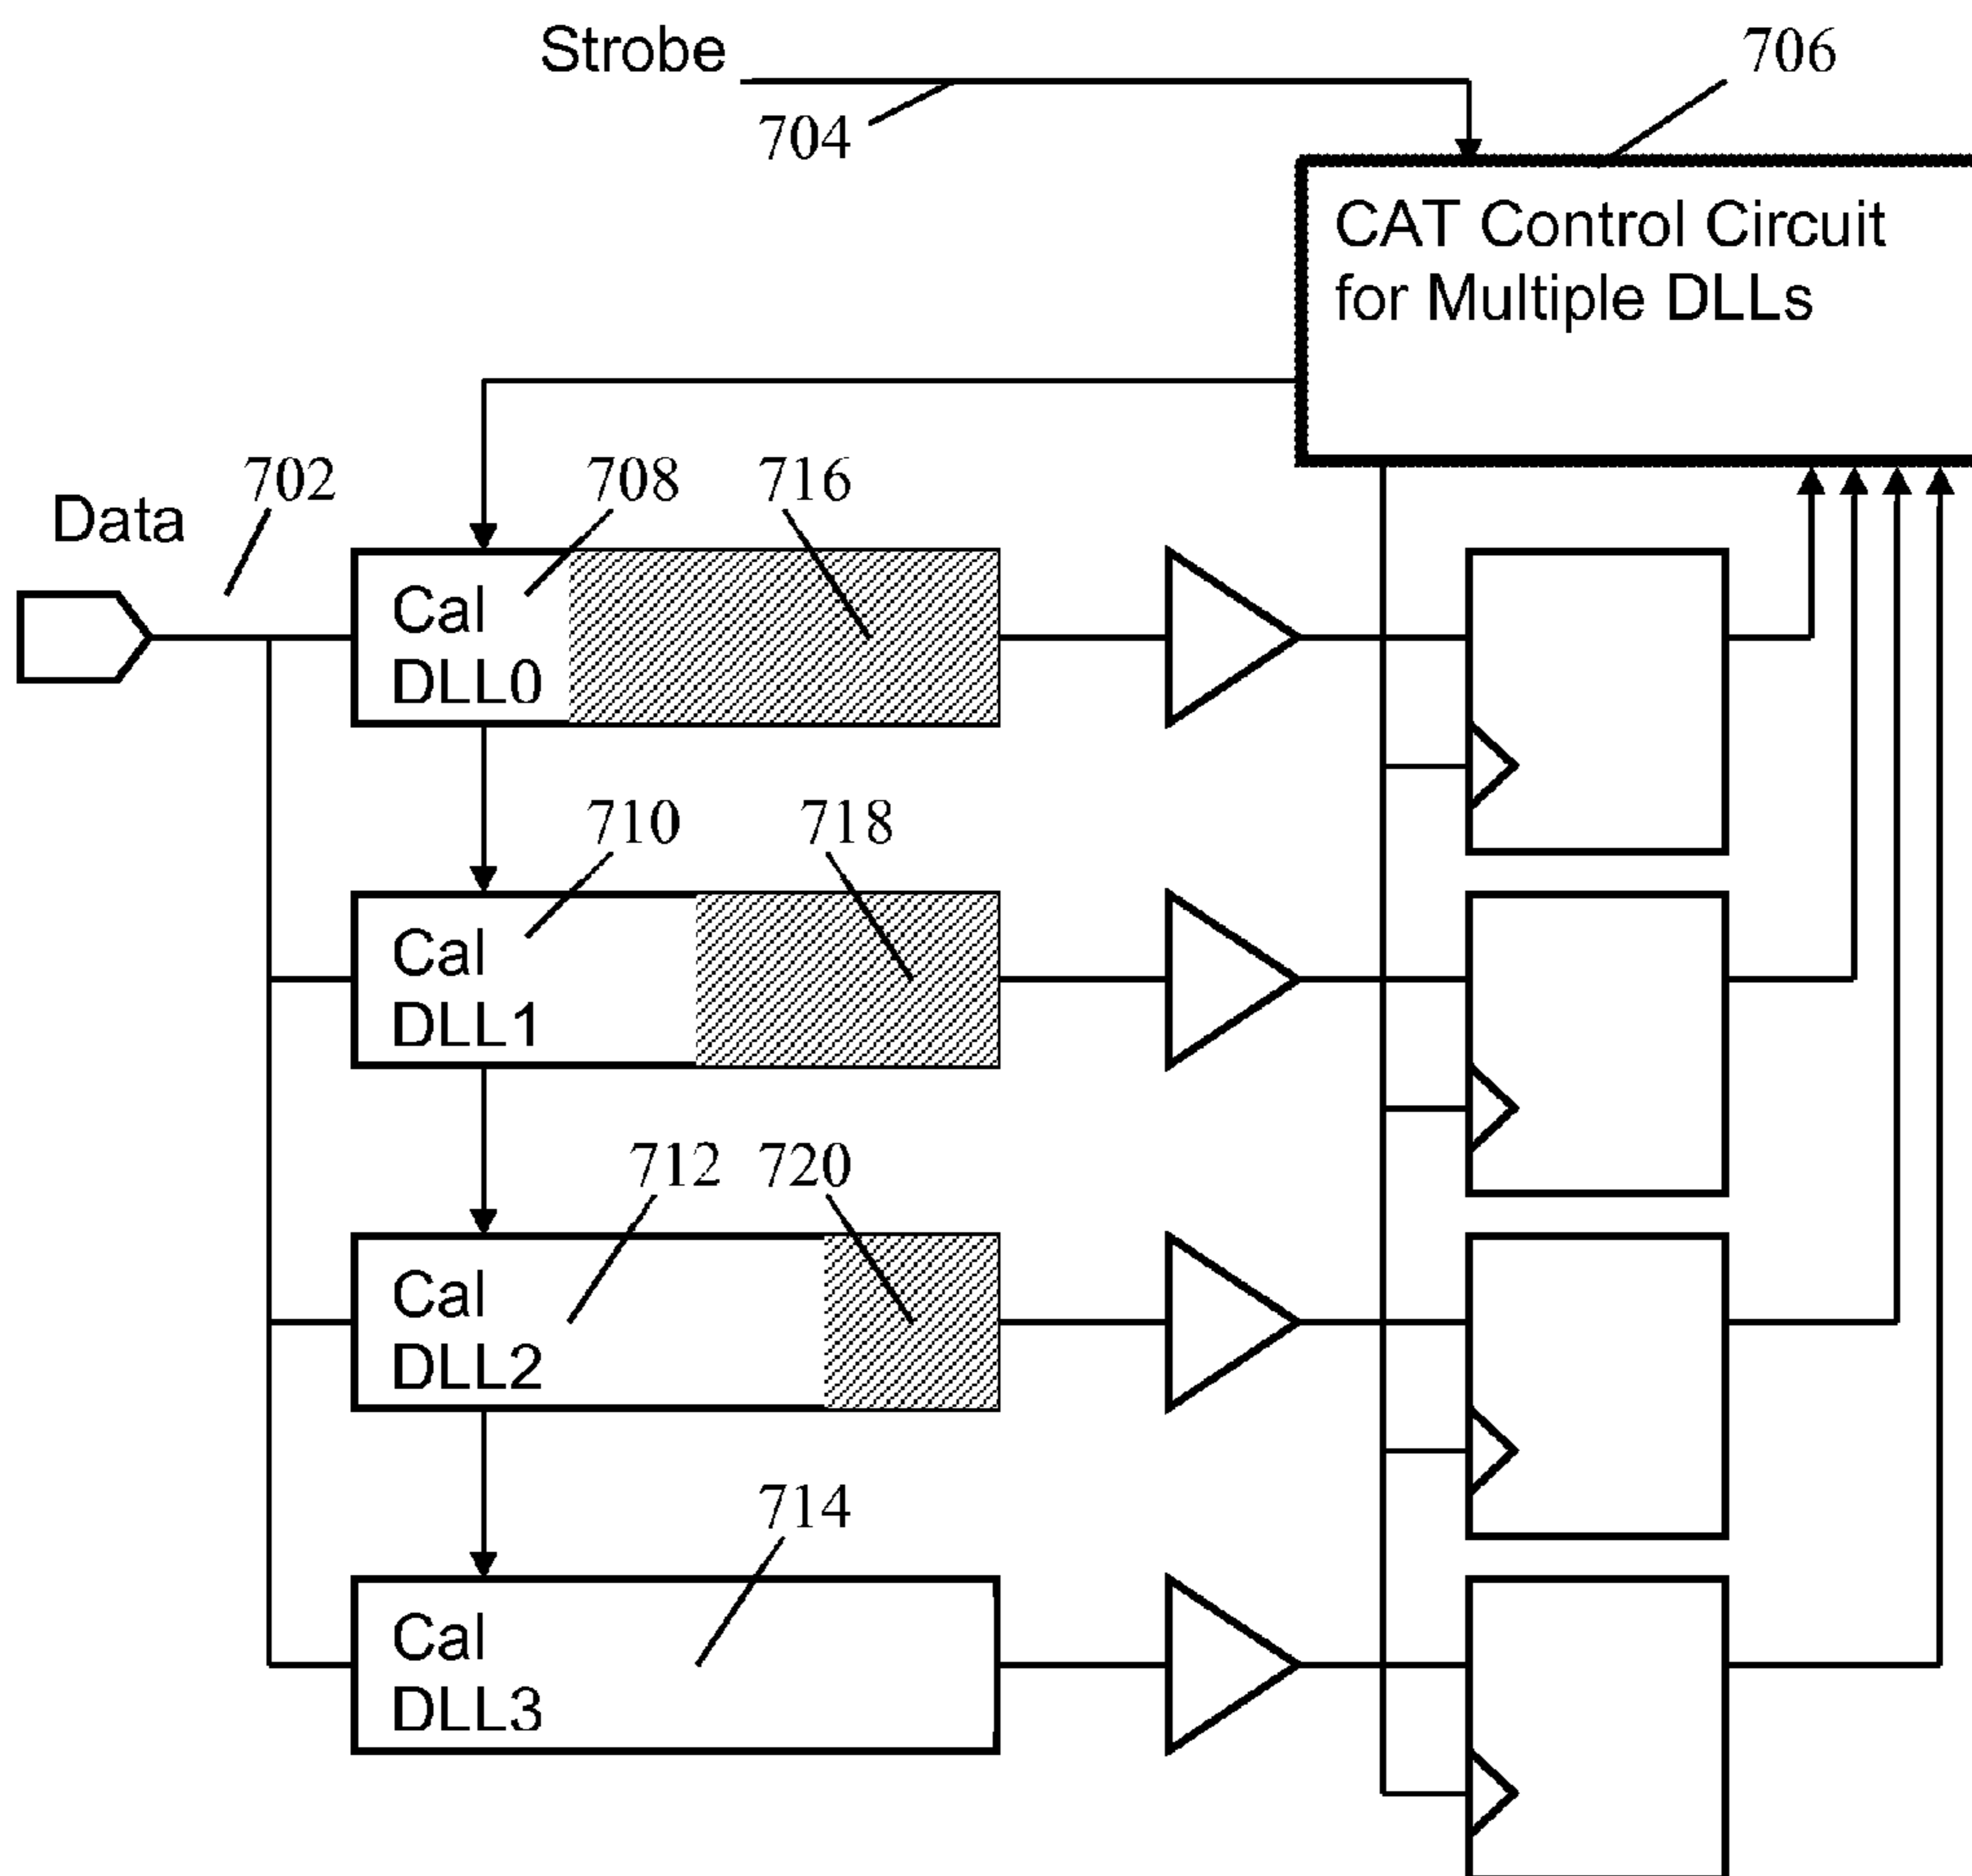 Strobe
706
704
CAT Control Circuit
for Multiple DLLs
702
708
716
Data
Cal
DLL0
710
718
Cal
DLL1
712
720
Cal
DLL2
714
Cal
DLL3